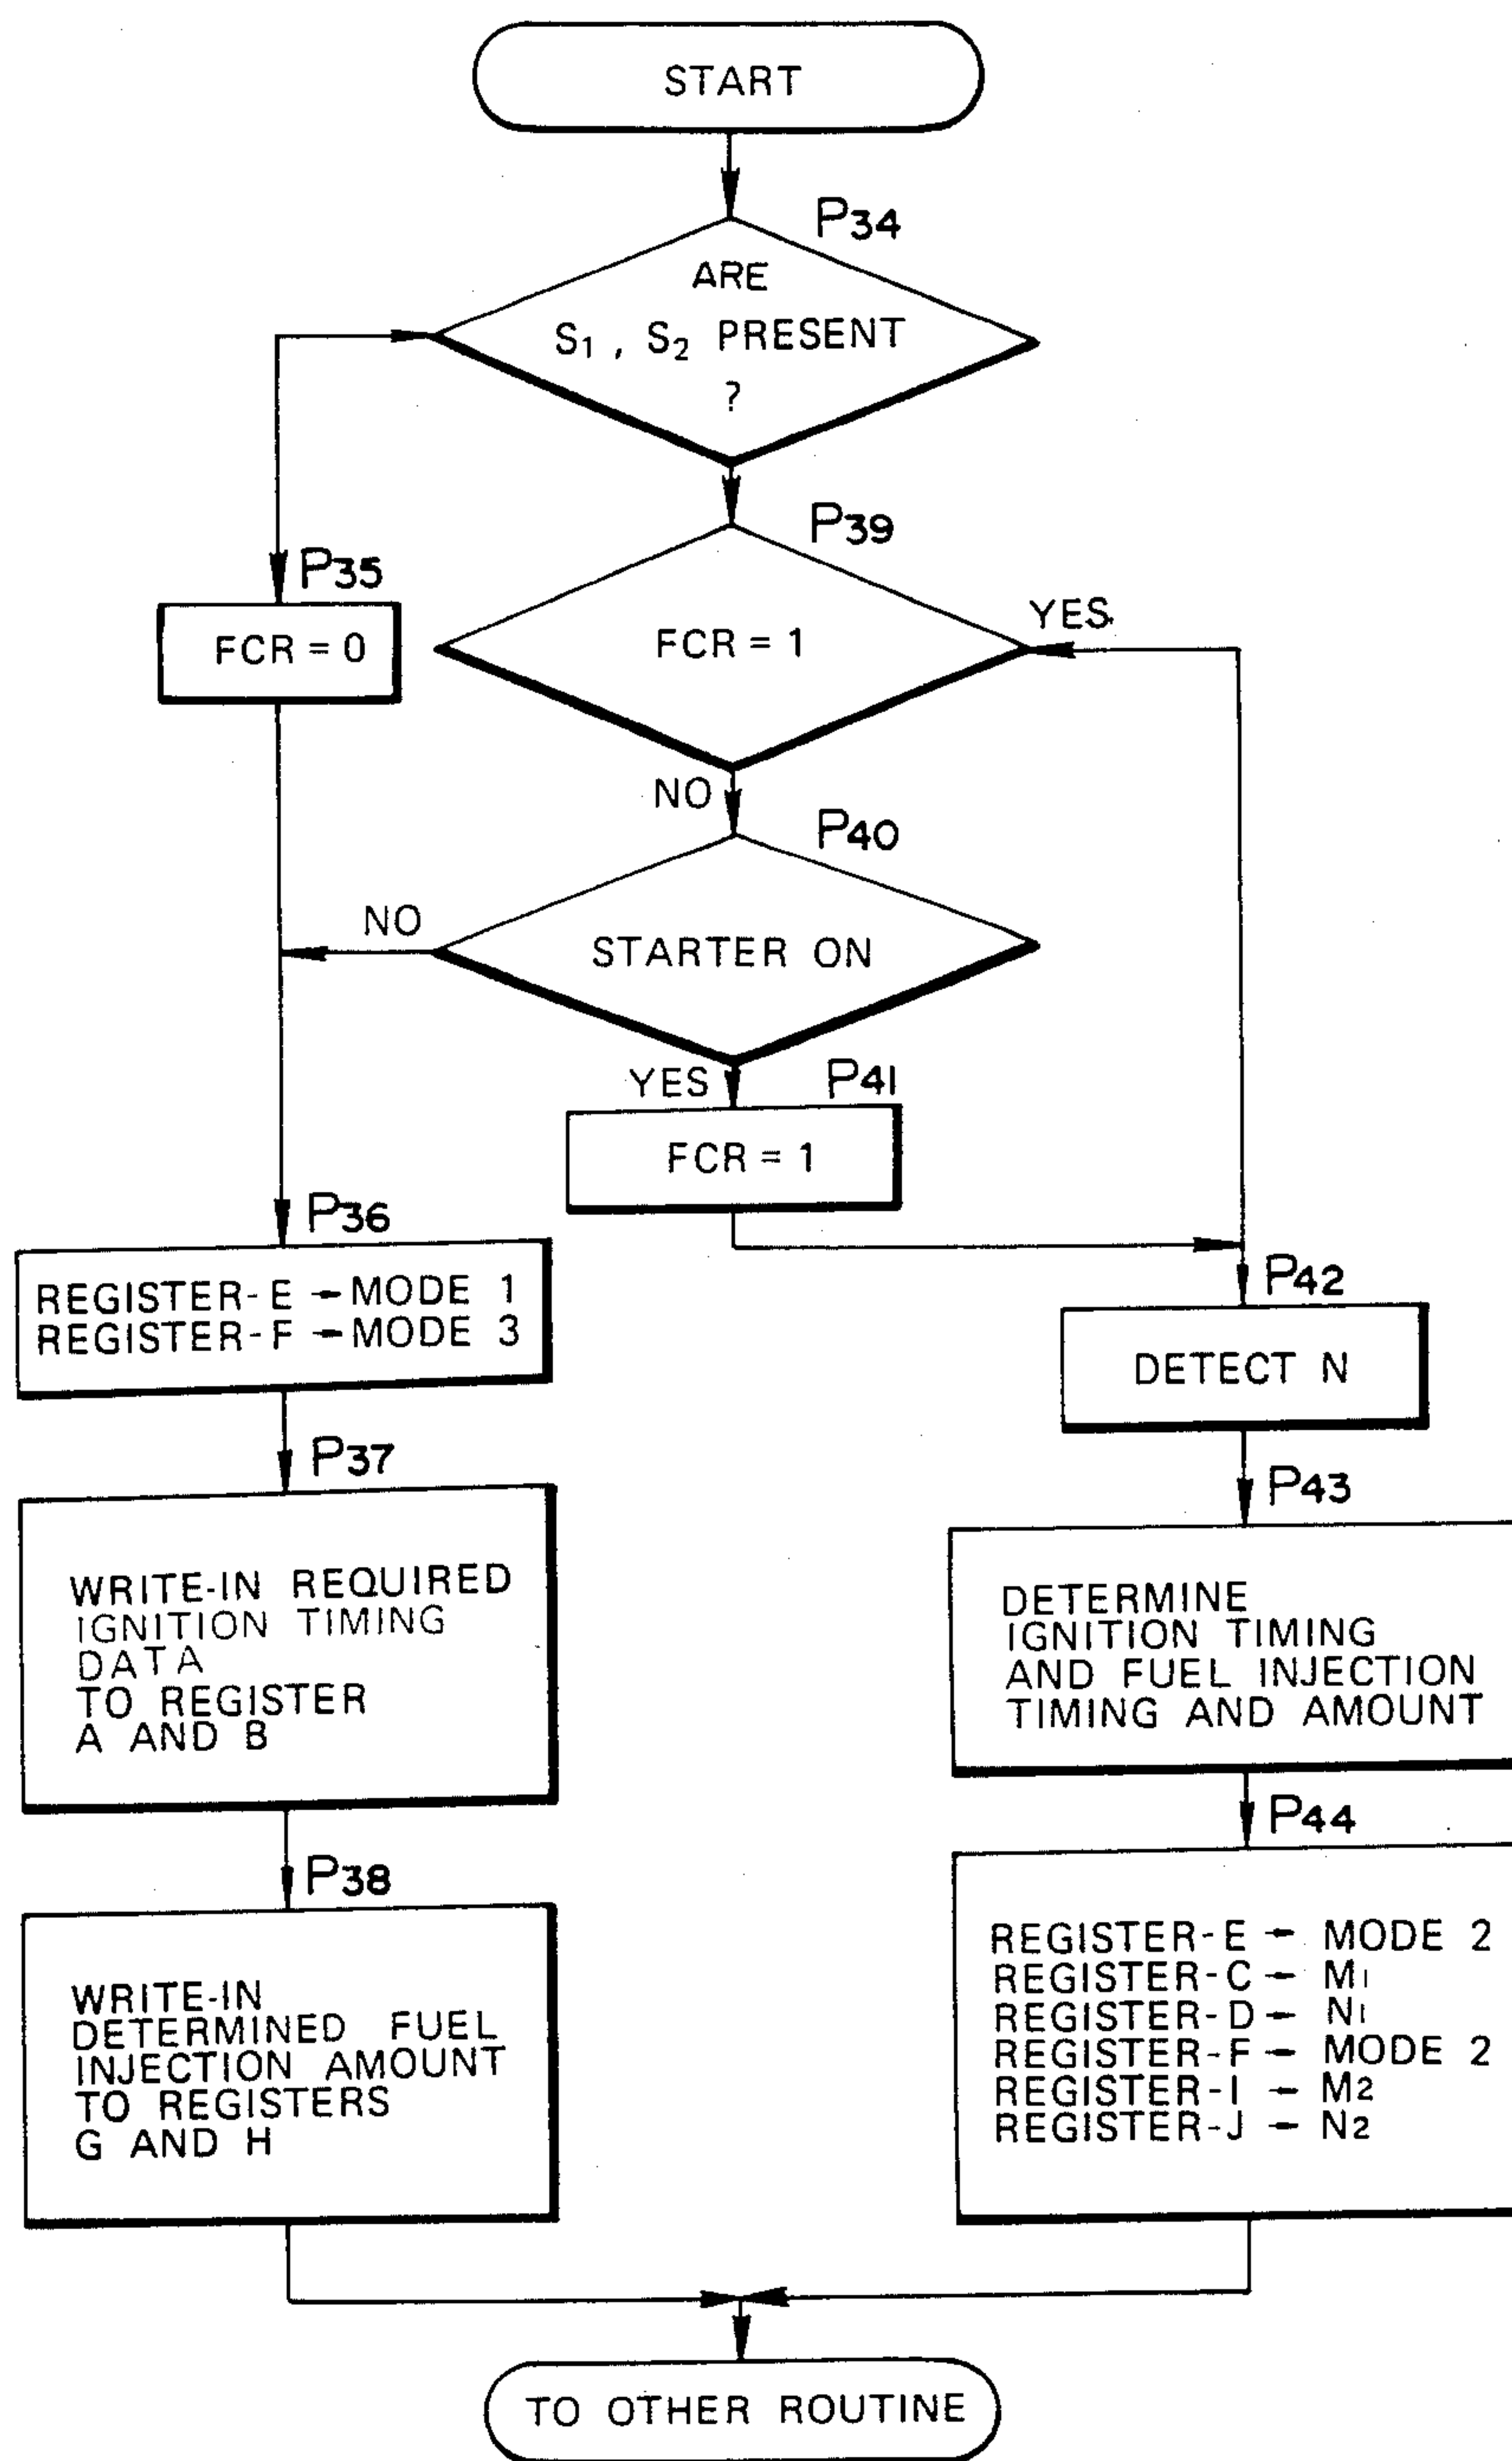 START
P34
ARE
S1, S2 PRESENT
?
P39
P35
FCR = 0
FCR = 1
YES
NO
P40
NO
STARTER ON
YES
P41
FCR = 1
P36
REGISTER-E ← MODE 1
REGISTER-F ← MODE 3
P42
DETECT N
P37
WRITE-IN REQUIRED
IGNITION TIMING
DATA
TO REGISTER
A AND B
P43
DETERMINE
IGNITION TIMING
AND FUEL INJECTION
TIMING AND AMOUNT
P38
WRITE-IN
DETERMINED FUEL
INJECTION AMOUNT
TO REGISTERS
G AND H
P44
REGISTER-E ← MODE 2
REGISTER-C ← M1
REGISTER-D ← N1
REGISTER-F ← MODE 2
REGISTER-I ← M2
REGISTER-J ← N2
TO OTHER ROUTINE